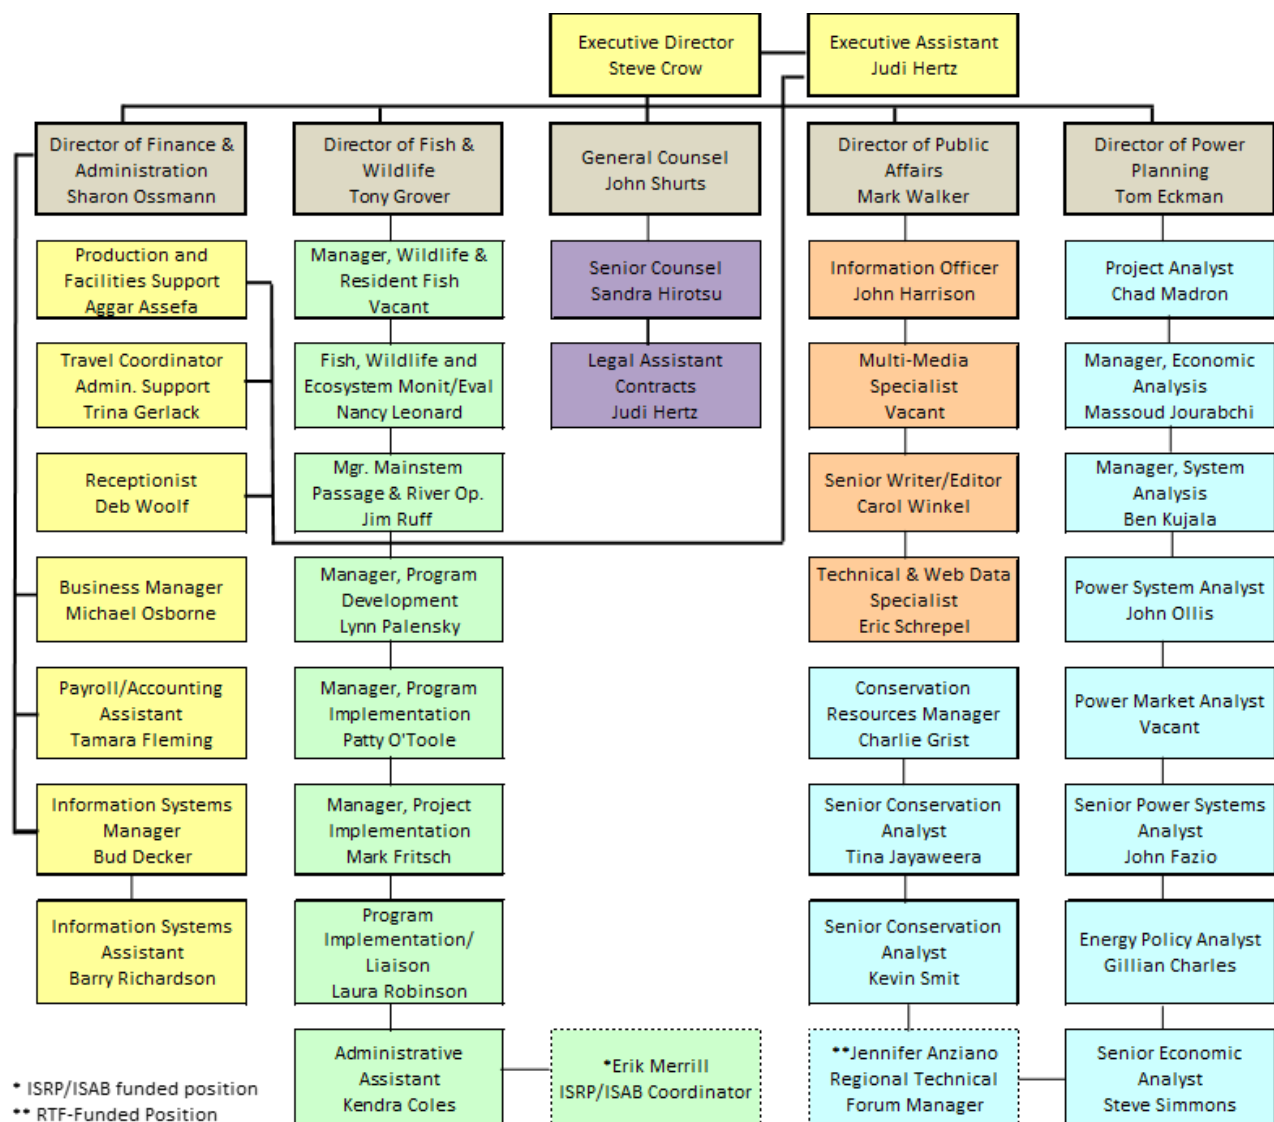 Executive Director
Steve Crow
Executive Assistant
Judi Hertz
Director of Finance &
Administration
Sharon Ossmann
Director of Fish &
Wildlife
Tony Grover
General Counsel
John Shurts
Director of Public
Affairs
Mark Walker
Director of Power
Planning
Tom Eckman
Production and
Facilities Support
Aggar Assefa
Manager, Wildlife &
Resident Fish
Vacant
Senior Counsel
Sandra Hirotsu
Information Officer
John Harrison
Project Analyst
Chad Madron
Travel Coordinator
Admin. Support
Trina Gerlack
Fish, Wildlife and
Ecosystem Monit/Eval
Nancy Leonard
Legal Assistant
Contracts
Judi Hertz
Multi-Media
Specialist
Vacant
Manager, Economic
Analysis
Massoud Jourabchi
Receptionist
Deb Woolf
Mgr. Mainstem
Passage & River Op.
Jim Ruff
Senior Writer/Editor
Carol Winkel
Manager, System
Analysis
Ben Kujala
Business Manager
Michael Osborne
Manager, Program
Development
Lynn Palensky
Technical & Web Data
Specialist
Eric Schrepel
Power System Analyst
John Ollis
Payroll/Accounting
Assistant
Tamara Fleming
Manager, Program
Implementation
Patty O'Toole
Conservation
Resources Manager
Charlie Grist
Power Market Analyst
Vacant
Information Systems
Manager
Bud Decker
Manager, Project
Implementation
Mark Fritsch
Senior Conservation
Analyst
Tina Jayaweera
Senior Power Systems
Analyst
John Fazio
Information Systems
Assistant
Barry Richardson
Program
Implementation/
Liaison
Laura Robinson
Senior Conservation
Analyst
Kevin Smit
Energy Policy Analyst
Gillian Charles
Administrative
Assistant
Kendra Coles
*Erik Merrill
ISRP/ISAB Coordinator
**Jennifer Anziano
Regional Technical
Forum Manager
Senior Economic
Analyst
Steve Simmons
* ISRP/ISAB funded position
** RTF-Funded Position